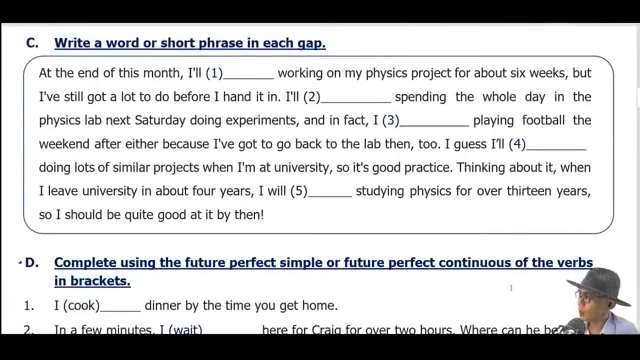 C. Write a word or short phrase in each gap.
At the end of this month, I'll (1)_______ working on my physics project for about six weeks, but
I've still got a lot to do before I hand it in. I'll (2)__________ spending the whole day in the
physics lab next Saturday doing experiments, and in fact, I (3)__________ playing football the
weekend after either because I've got to go back to the lab then, too. I guess I'll (4)_________
doing lots of similar projects when I'm at university, so it's good practice. Thinking about it, when
I leave university in about four years, I will (5)_______ studying physics for over thirteen years,
so I should be quite good at it by then!
D. Complete using the future perfect simple or future perfect continuous of the verbs
in brackets.
1. I (cook)______ dinner by the time you get home.
2. In a few minutes, I (wait)_________ here for Craig for over two hours. Where can he be?